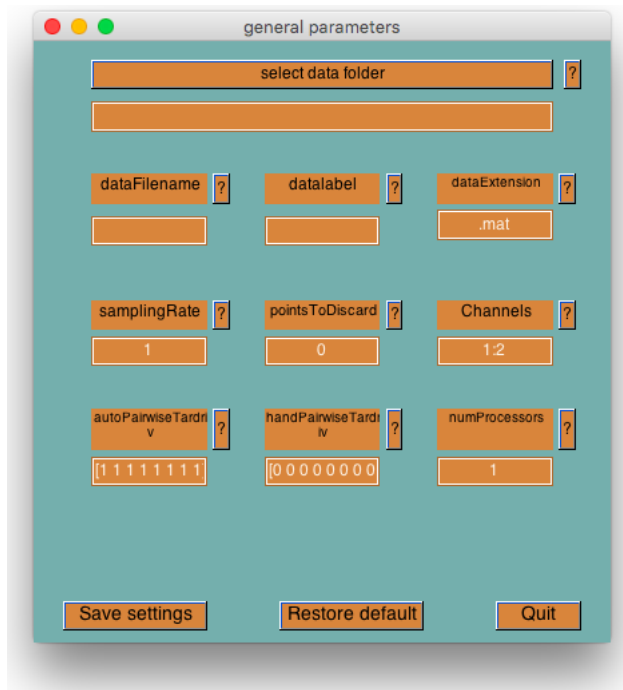 general parameters
select data folder ?
dataFilename ? datalabel ? dataExtension ?
.mat
samplingRate ? pointsToDiscard ? Channels ?
1 0 1:2
autoPairwiseTardri ? handPairwiseTardr ? numProcessors ?
v iv
[1 1 1 1 1 1 1 1 [0 0 0 0 0 0 0 0 1
Save settings Restore default Quit